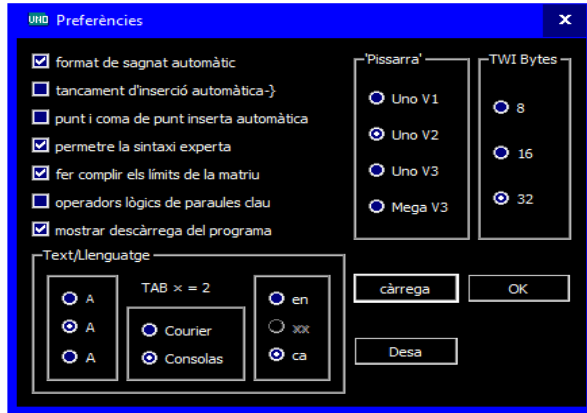 UNO Preferències x
format de sagnat automàtic
tancament d'inserció automàtica-}
punt i coma de punt inserta automàtica
permetre la sintaxi experta
fer complir els límits de la matriu
operadors lògics de paraules clau
mostrar descàrrega del programa
'Pissarra'
Uno V1
Uno V2
Uno V3
Mega V3
TWI Bytes
8
16
32
Text/Llenguatge
A
A
A
TAB × = 2
Courier
Consolas
en
xx
ca
càrrega
OK
Desa